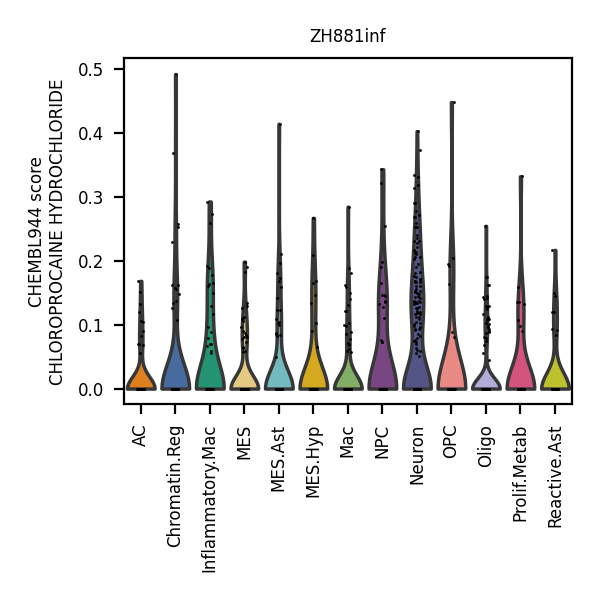 ZH881inf
CHEMBL944 score
CHLOROPROCAINE HYDROCHLORIDE
0.5
0.4
0.3
0.2
0.1
0.0
AC
Chromatin.Reg
Inflammatory.Mac
MES
MES.Ast
MES.Hyp
Mac
NPC
Neuron
OPC
Oligo
Prolif.Metab
Reactive.Ast